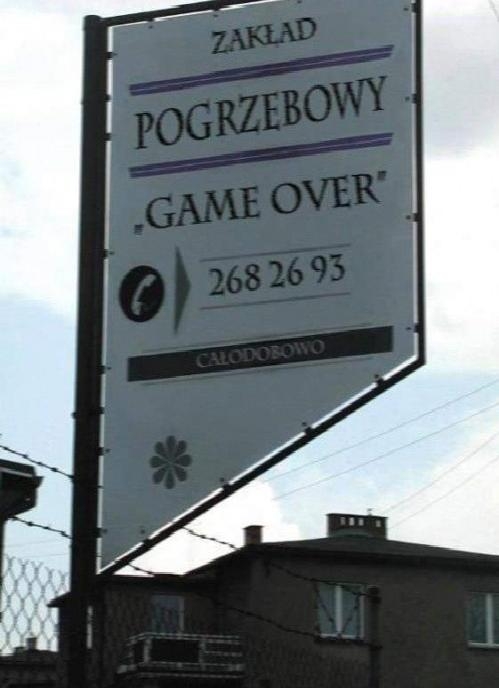 ZAKŁAD
POGRZEBOWY
„GAME OVER”
268 26 93
CAŁODOBOWO